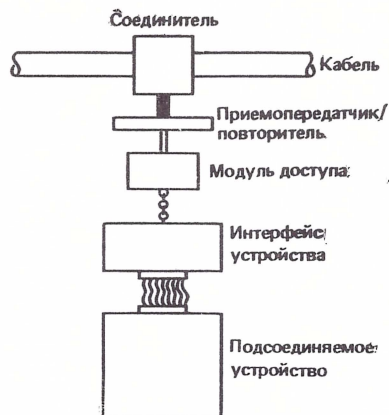 Соединитель
Кабель
Приемопередатчик/
повторитель
Модуль доступа
Интерфейс
устройства
Подсоединяемое
устройство